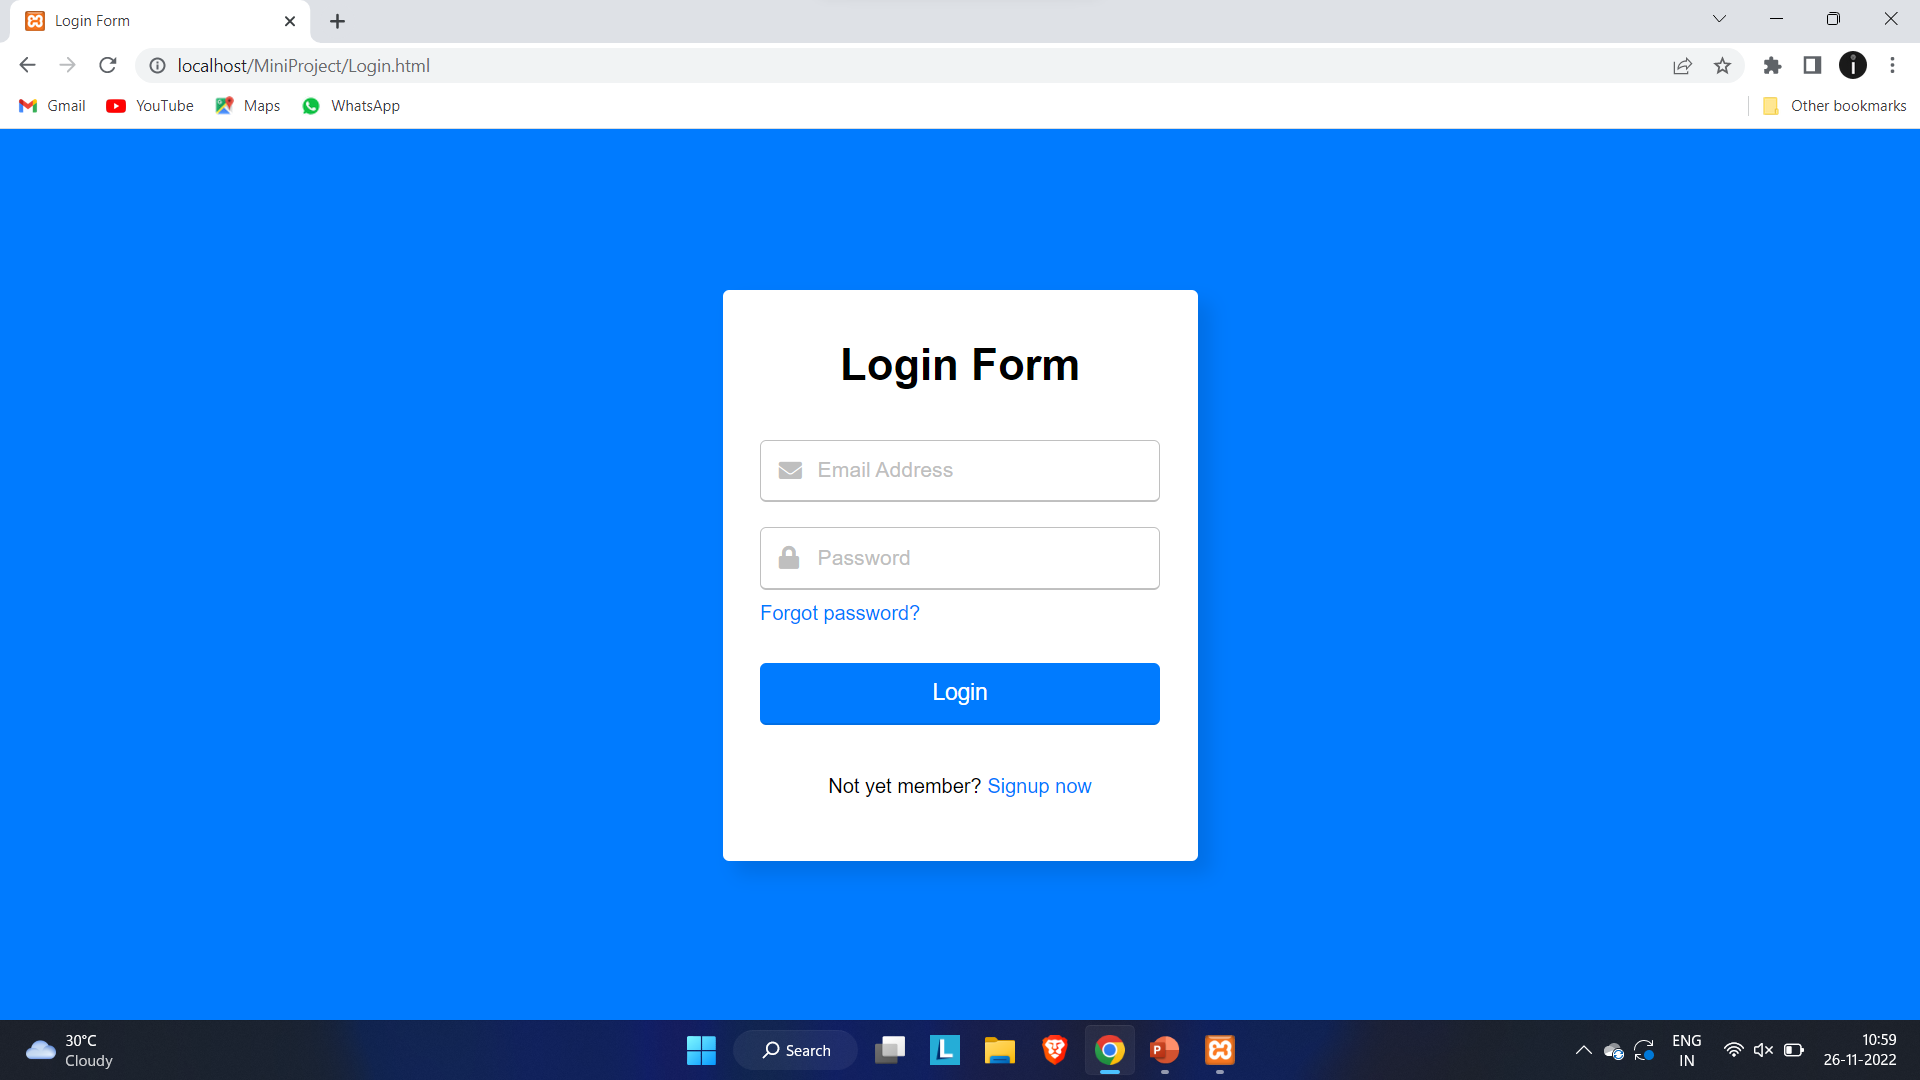 Login Form
localhost/MiniProject/Login.html
Gmail YouTube Maps WhatsApp Other bookmarks
Login Form
Email Address
Password
Forgot password?
Login
Not yet member? Signup now
30°C
Cloudy
Search
L
P
ENG
IN
10:59
26-11-2022